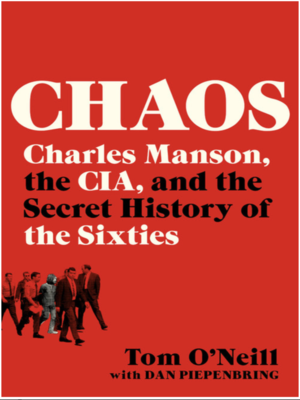 CHAOS
Charles Manson,
the CIA, and the
Secret History of
the Sixties
Tom O'Neill
with DAN PIEPENBRING